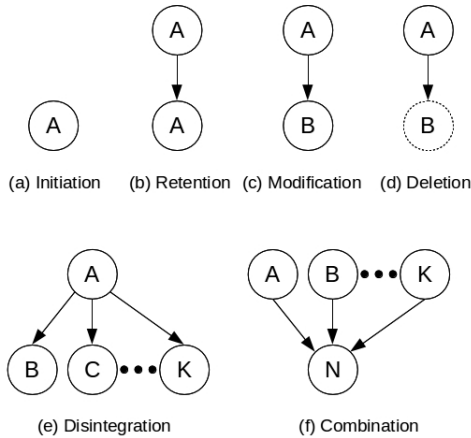 A A A
A A B B
(a) Initiation (b) Retention (c) Modification (d) Deletion
A A B K
B C K N
(e) Disintegration (f) Combination